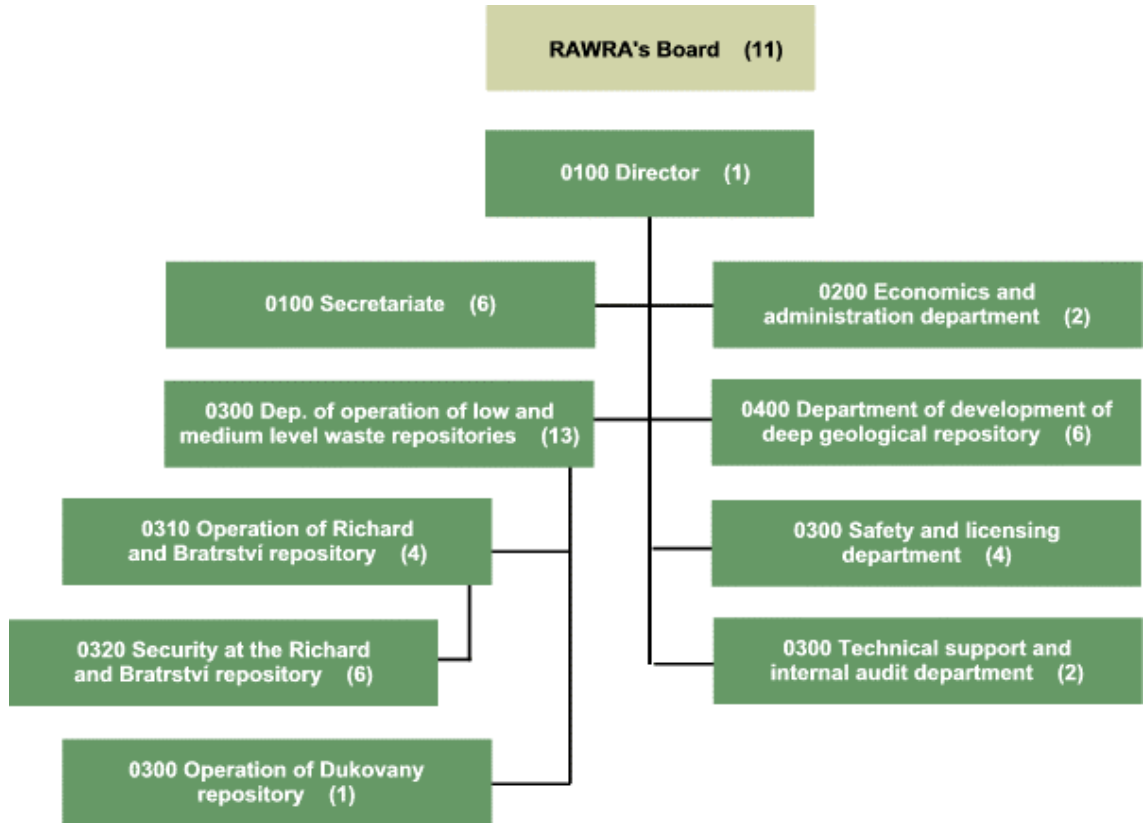 RAWRA's Board (11)
0100 Director (1)
0100 Secretariate (6)
0200 Economics and
administration department (2)
0300 Dep. of operation of low and
medium level waste repositories (13)
0400 Department of development of
deep geological repository (6)
0310 Operation of Richard
and Bratrství repository (4)
0300 Safety and licensing
department (4)
0320 Security at the Richard
and Bratrství repository (6)
0300 Technical support and
internal audit department (2)
0300 Operation of Dukovany
repository (1)